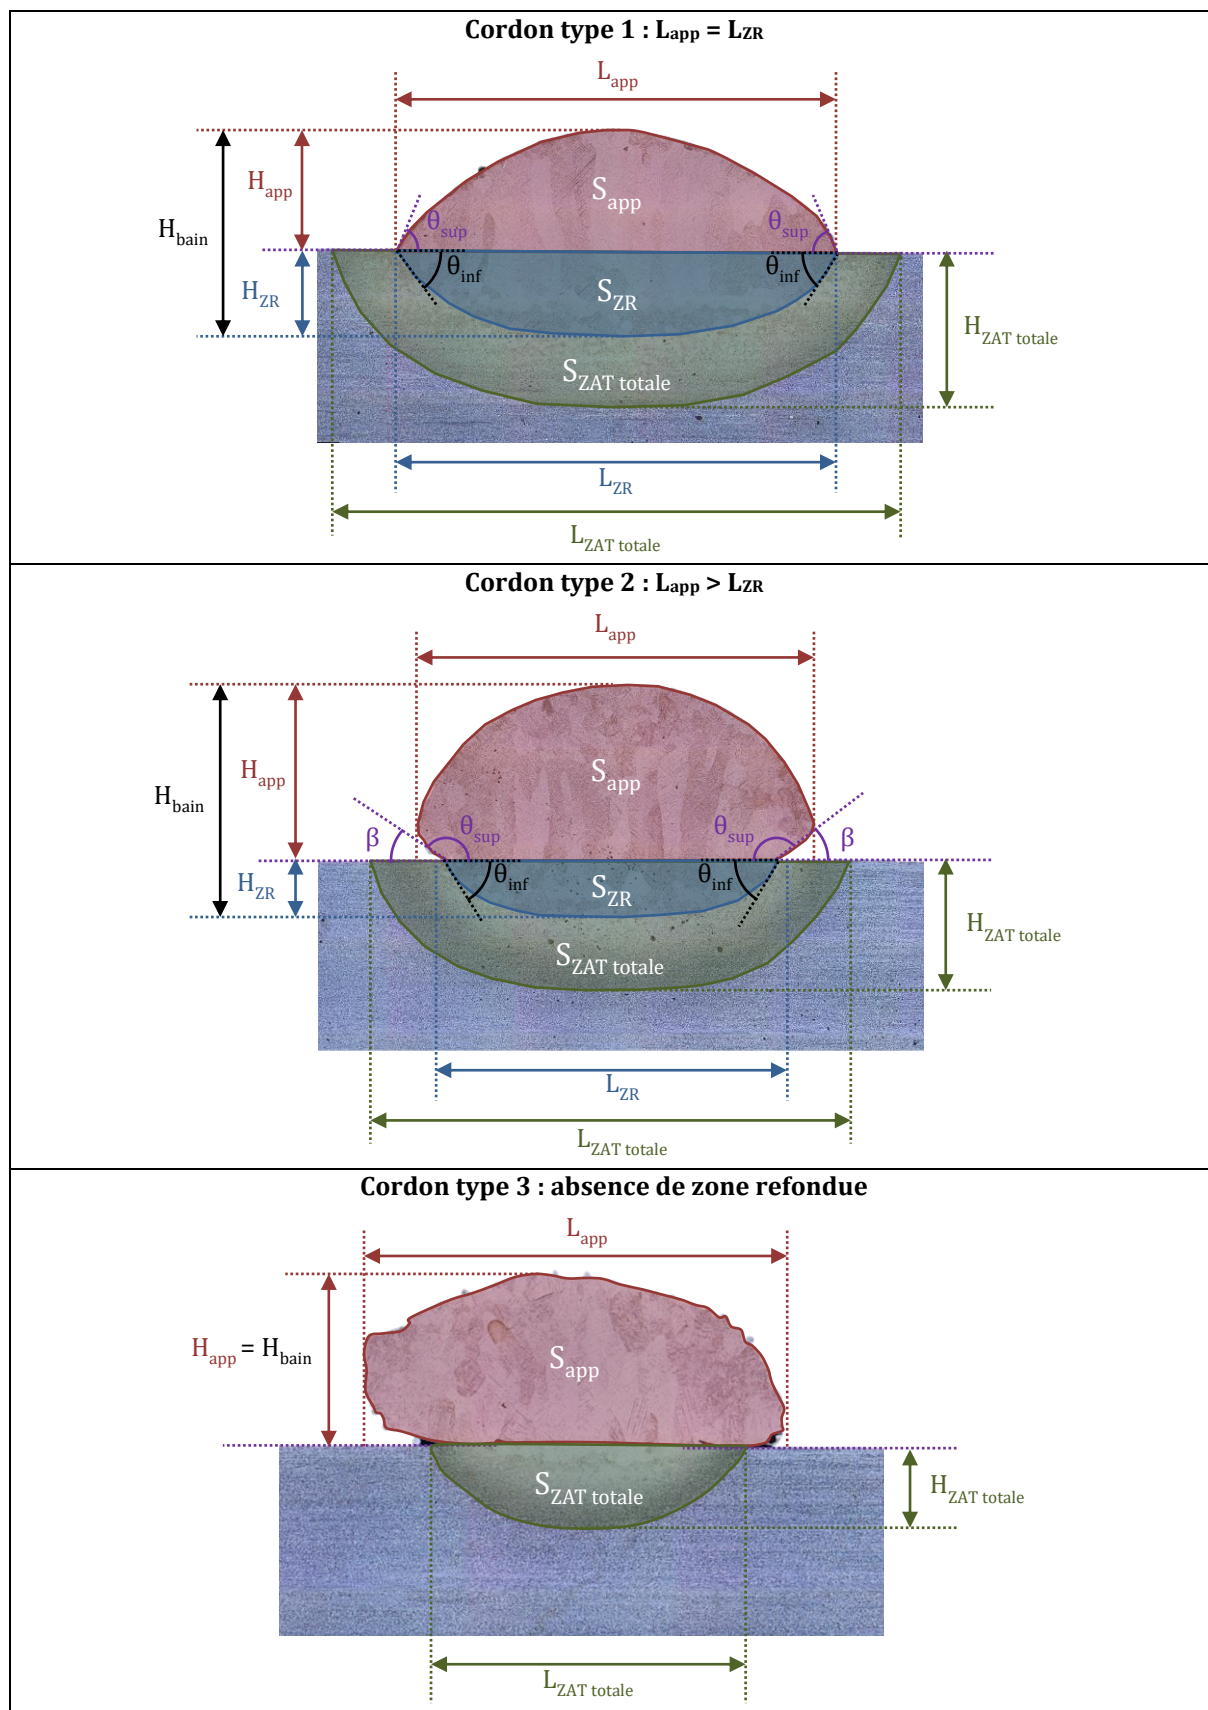 Cordon type 1 : Lapp = LZR
Lapp
Happ
Sapp
θsup
θsup
Hbain
θinf
θinf
HZR
SZR
HZAT totale
SZAT totale
LZR
LZAT totale
Cordon type 2 : Lapp > LZR
Lapp
Happ
Sapp
Hbain
θsup
θsup
β
β
θinf
θinf
HZR
SZR
HZAT totale
SZAT totale
LZR
LZAT totale
Cordon type 3 : absence de zone refondue
Lapp
Happ = Hbain
Sapp
SZAT totale
HZAT totale
LZAT totale